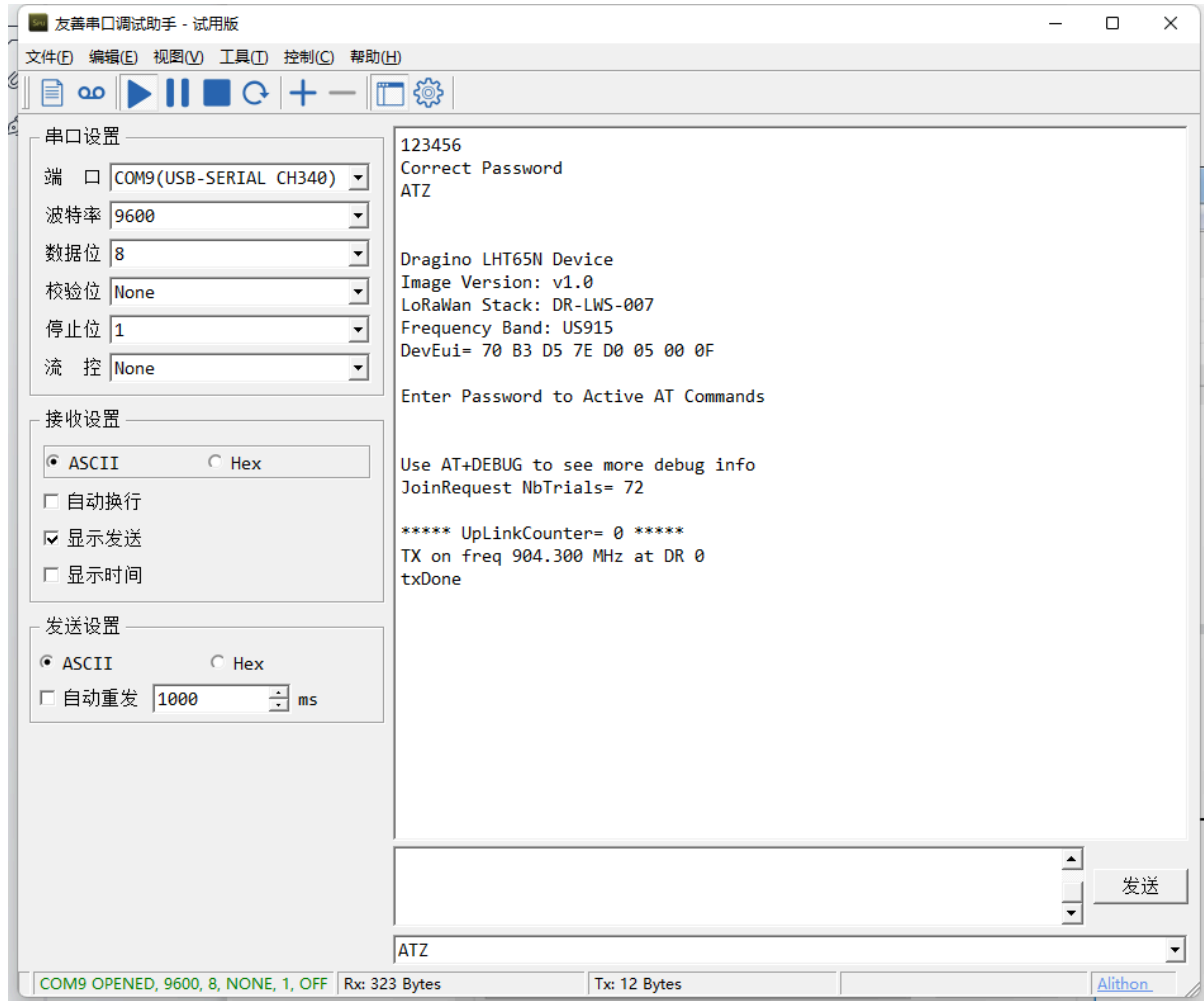 友善串口调试助手 - 试用版
文件(F) 编辑(E) 视图(V) 工具(T) 控制(C) 帮助(H)
串口设置
端 口 COM9(USB-SERIAL CH340)
波特率 9600
数据位 8
校验位 None
停止位 1
流 控 None
接收设置
ASCII Hex
自动换行
显示发送
显示时间
发送设置
ASCII Hex
自动重发 1000 ms
123456
Correct Password
ATZ
Dragino LHT65N Device
Image Version: v1.0
LoRaWan Stack: DR-LWS-007
Frequency Band: US915
DevEui= 70 B3 D5 7E D0 05 00 0F
Enter Password to Active AT Commands
Use AT+DEBUG to see more debug info
JoinRequest NbTrials= 72
***** UpLinkCounter= 0 *****
TX on freq 904.300 MHz at DR 0
txDone
发送
ATZ
COM9 OPENED, 9600, 8, NONE, 1, OFF Rx: 323 Bytes Tx: 12 Bytes Alithon